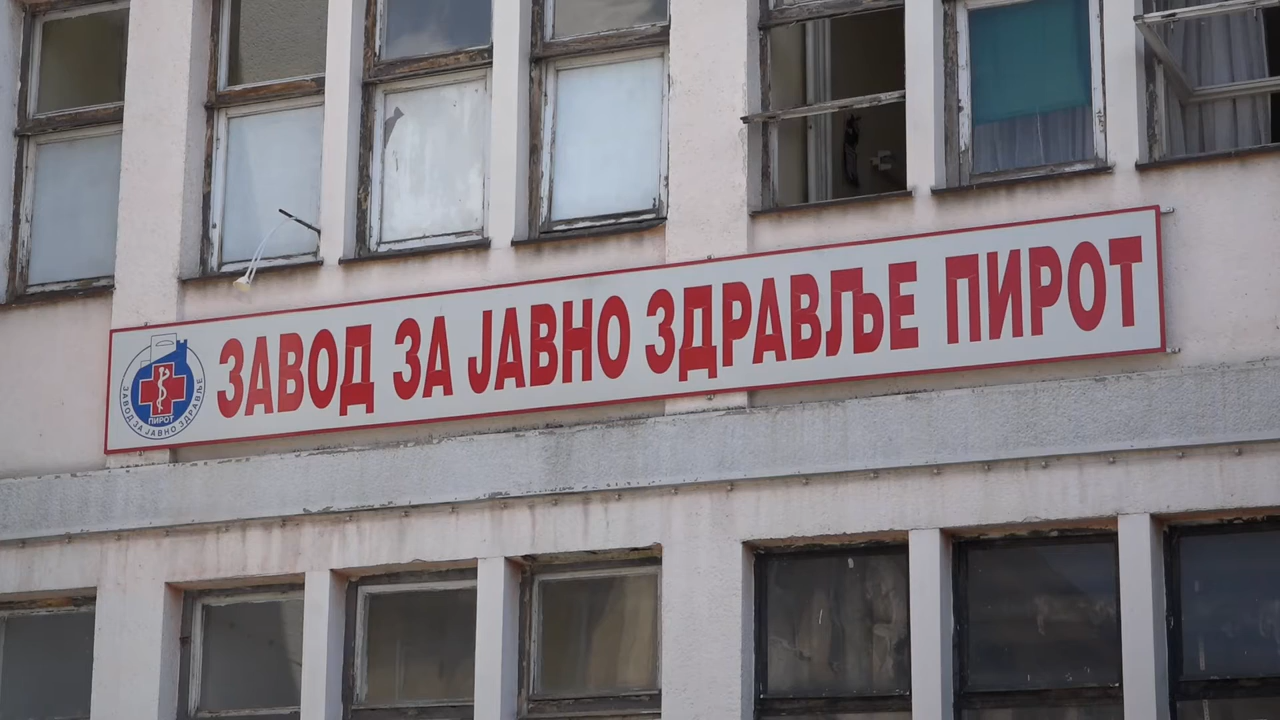 ЗАВОД ЗА ЈАВНО ЗДРАВЉЕ ПИРОТ
ПИРОТ
ЗАВОД ЗА ЈАВНО ЗДРАВЉЕ